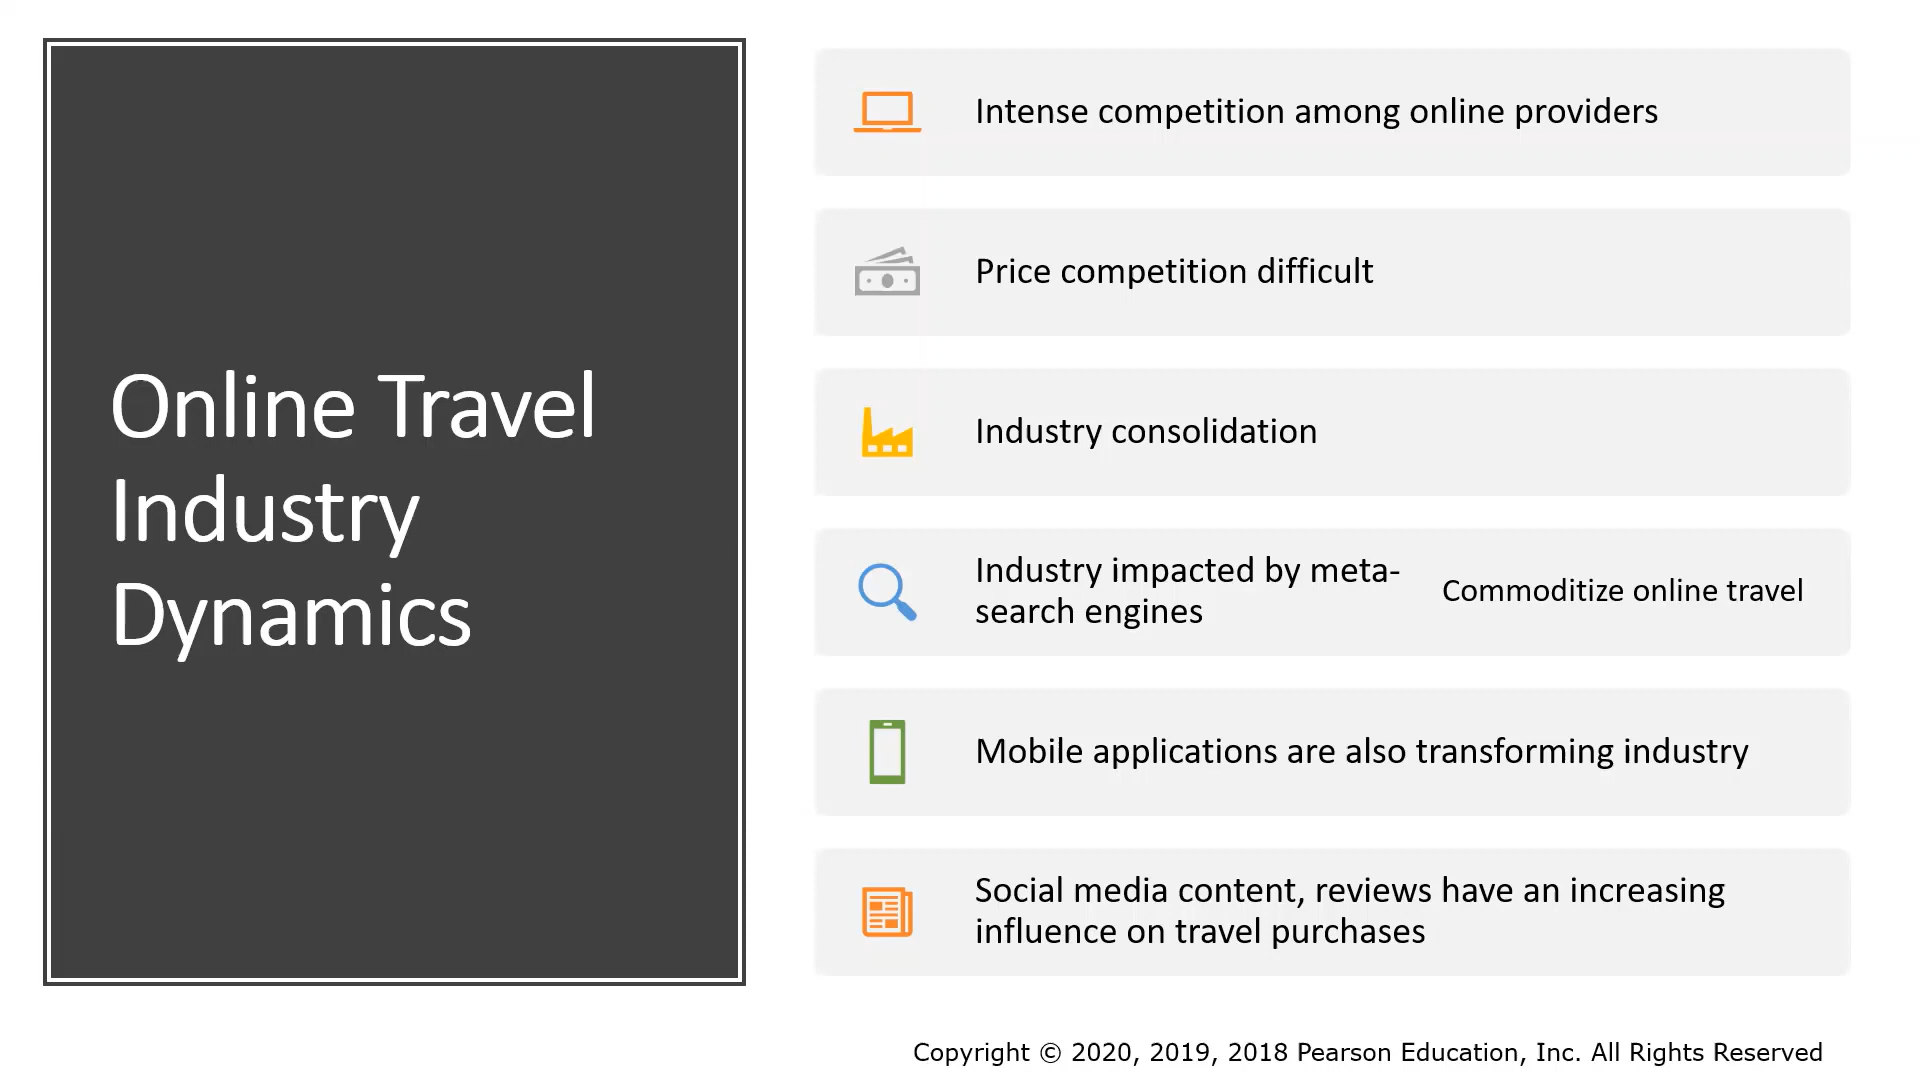 Online Travel
Industry
Dynamics
Intense competition among online providers
Price competition difficult
Industry consolidation
Industry impacted by meta-
search engines
Commoditize online travel
Mobile applications are also transforming industry
Social media content, reviews have an increasing
influence on travel purchases
Copyright © 2020, 2019, 2018 Pearson Education, Inc. All Rights Reserved